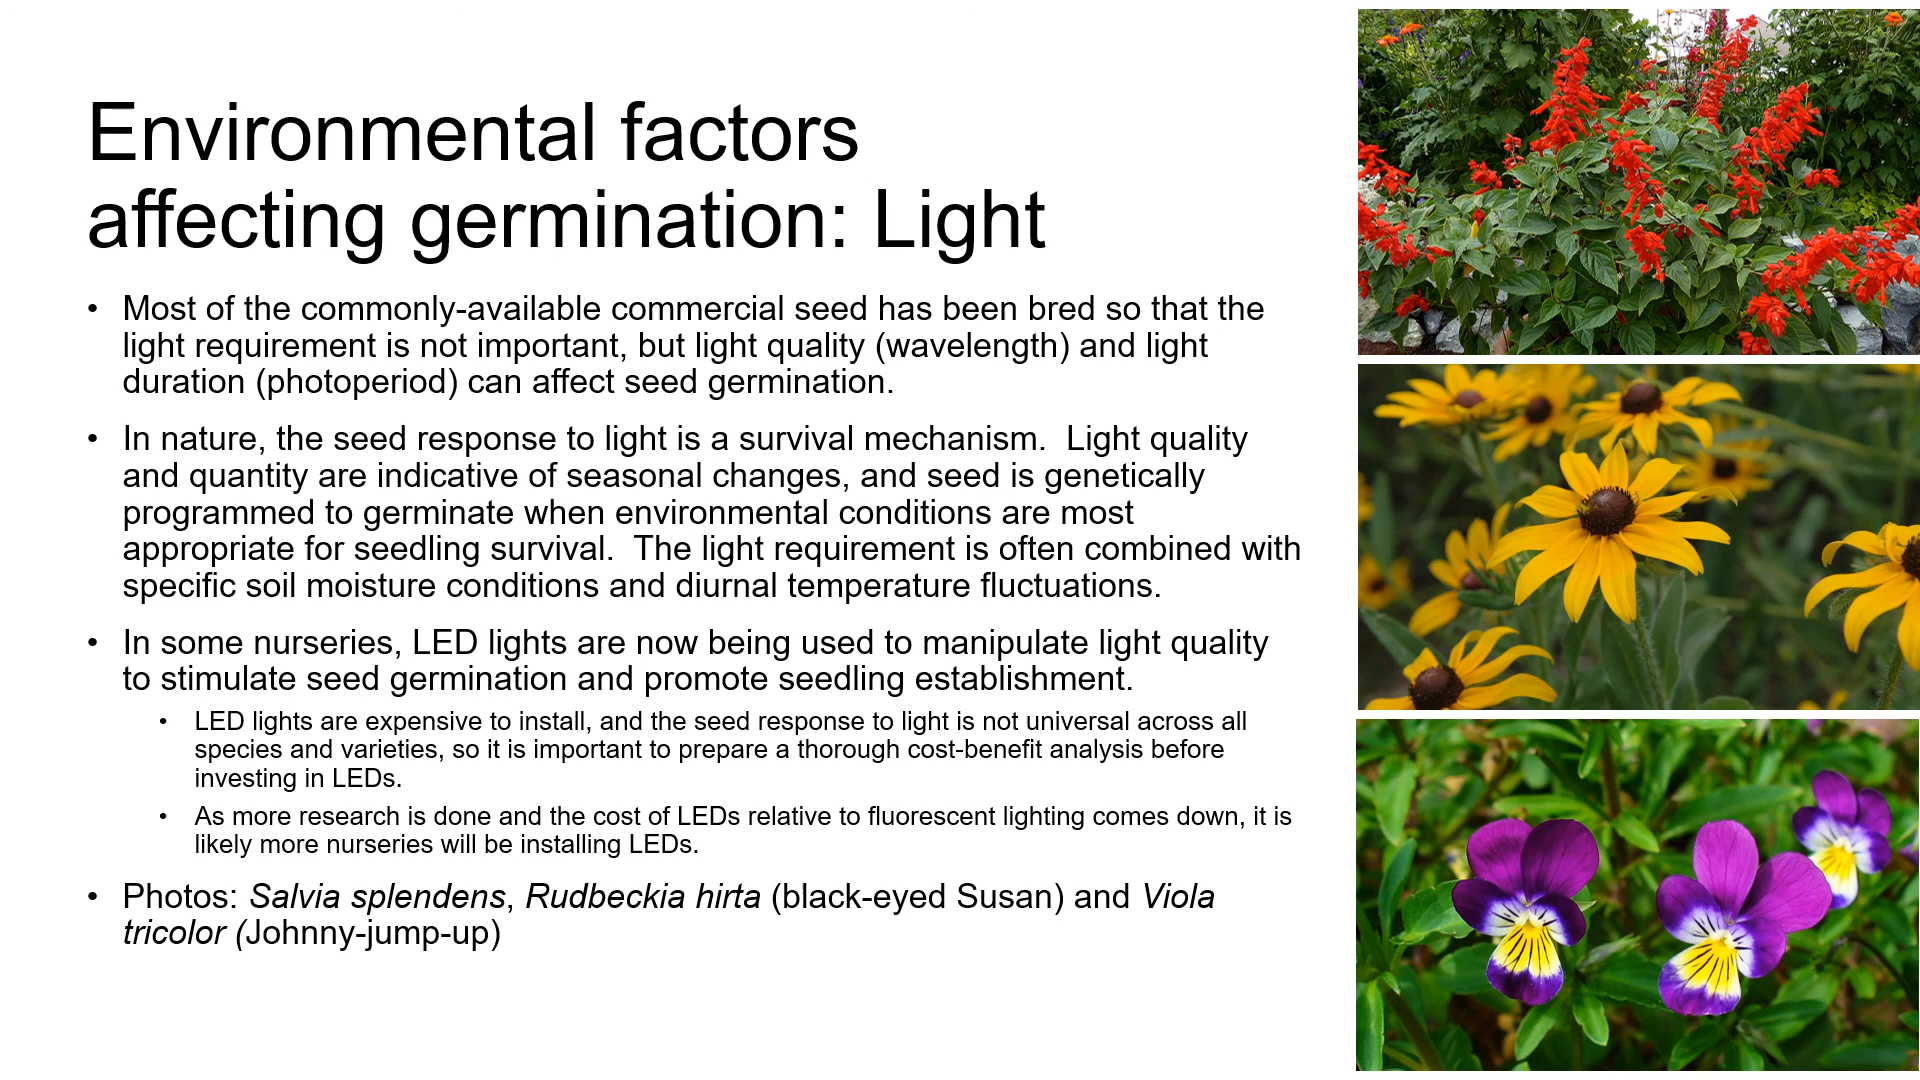 Environmental factors
affecting germination: Light
• Most of the commonly-available commercial seed has been bred so that the
light requirement is not important, but light quality (wavelength) and light
duration (photoperiod) can affect seed germination.
• In nature, the seed response to light is a survival mechanism.  Light quality
and quantity are indicative of seasonal changes, and seed is genetically
programmed to germinate when environmental conditions are most
appropriate for seedling survival.  The light requirement is often combined with
specific soil moisture conditions and diurnal temperature fluctuations.
• In some nurseries, LED lights are now being used to manipulate light quality
to stimulate seed germination and promote seedling establishment.
• LED lights are expensive to install, and the seed response to light is not universal across all
species and varieties, so it is important to prepare a thorough cost-benefit analysis before
investing in LEDs.
• As more research is done and the cost of LEDs relative to fluorescent lighting comes down, it is
likely more nurseries will be installing LEDs.
• Photos: Salvia splendens, Rudbeckia hirta (black-eyed Susan) and Viola
tricolor (Johnny-jump-up)